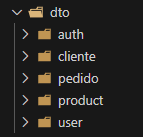 dto
auth
cliente
pedido
product
user